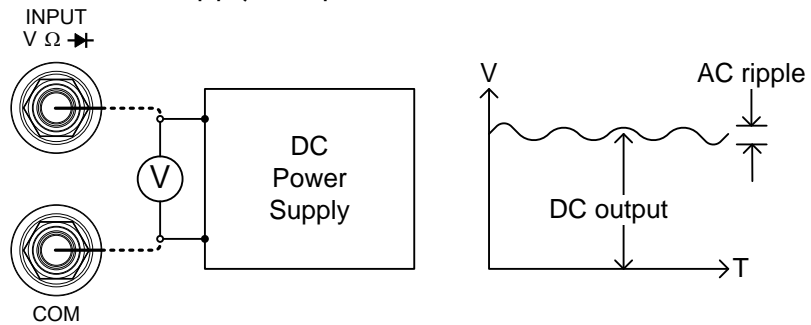 INPUT
V Ω
V
DC
Power
Supply
COM
V
AC ripple
DC output
T